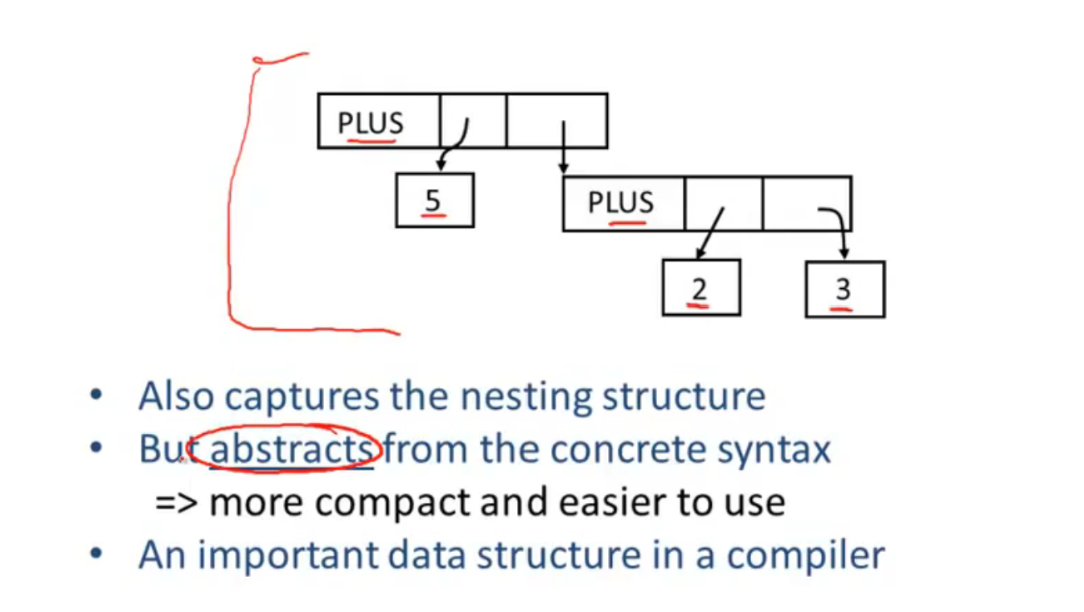 PLUS
5
PLUS
2
3
• Also captures the nesting structure
• But abstracts from the concrete syntax
=> more compact and easier to use
• An important data structure in a compiler